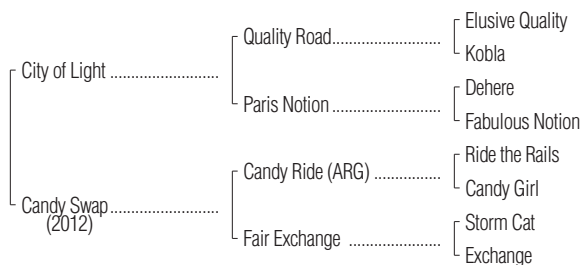 Elusive Quality
Quality Road
Kobla
City of Light
Dehere
Paris Notion
Fabulous Notion
Ride the Rails
Candy Ride (ARG)
Candy Girl
Candy Swap
(2012)
Storm Cat
Fair Exchange
Exchange